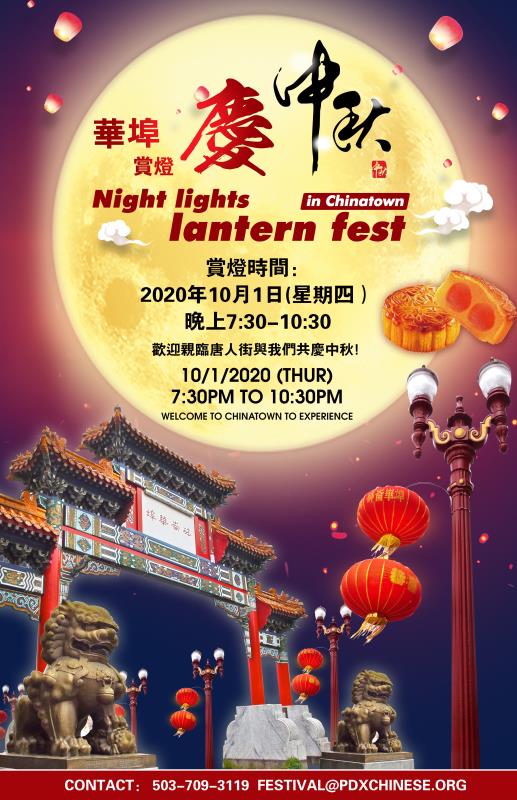 慶中秋
華埠
賞燈
Night lights
in Chinatown
lantern fest
賞燈時間：
2020年10月1日(星期四 )
晚上7:30-10:30
歡迎親臨唐人街與我們共慶中秋!
10/1/2020 (THUR)
7:30PM TO 10:30PM
WELCOME TO CHINATOWN TO EXPERIENCE
CONTACT： 503-709-3119 FESTIVAL@PDXCHINESE.ORG